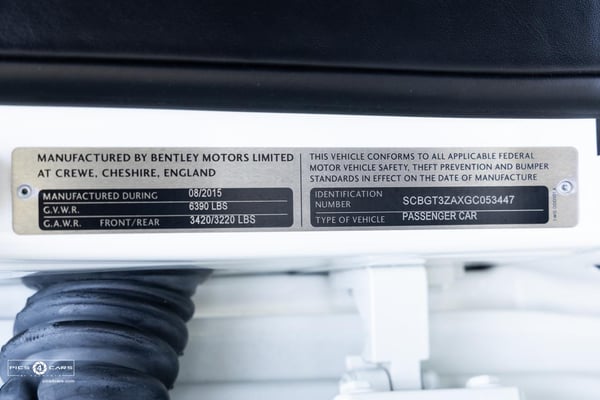 MANUFACTURED BY BENTLEY MOTORS LIMITED
AT CREWE, CHESHIRE, ENGLAND
MANUFACTURED DURING 08/2015
G.V.W.R. 6390 LBS
G.A.W.R. FRONT/REAR 3420/3220 LBS
THIS VEHICLE CONFORMS TO ALL APPLICABLE FEDERAL
MOTOR VEHICLE SAFETY, THEFT PREVENTION AND BUMPER
STANDARDS IN EFFECT ON THE DATE OF MANUFACTURE
IDENTIFICATION
NUMBER SCBGT3ZAXGC053447
TYPE OF VEHICLE PASSENGER CAR
PICS 4 CARS